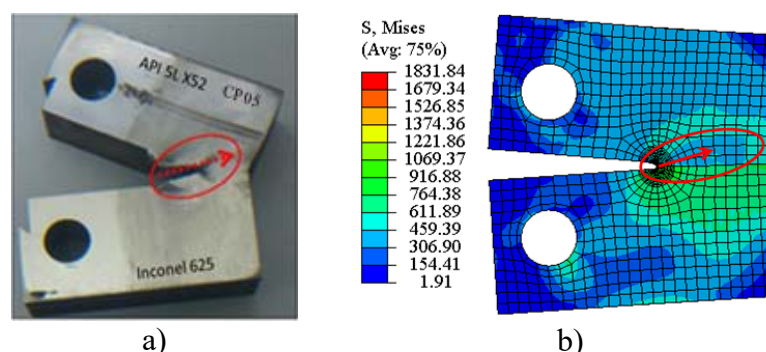 API 5L X52
CP05
Inconel 625
a)
S, Mises
(Avg: 75%)
1831.84
1679.34
1526.85
1374.36
1221.86
1069.37
916.88
764.38
611.89
459.39
306.90
154.41
1.91
b)